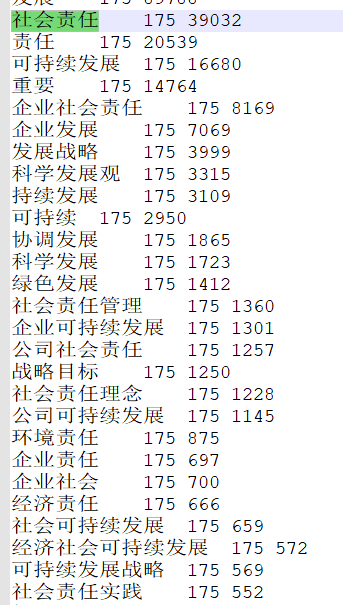 社会责任 175 39032
责任 175 20539
可持续发展 175 16680
重要 175 14764
企业社会责任 175 8169
企业发展 175 7069
发展战略 175 3999
科学发展观 175 3315
持续发展 175 3109
可持续 175 2950
协调发展 175 1865
科学发展 175 1723
绿色发展 175 1412
社会责任管理 175 1360
企业可持续发展 175 1301
公司社会责任 175 1257
战略目标 175 1250
社会责任理念 175 1228
公司可持续发展 175 1145
环境责任 175 875
企业责任 175 697
企业社会 175 700
经济责任 175 666
社会可持续发展 175 659
经济社会可持续发展 175 572
可持续发展战略 175 569
社会责任实践 175 552